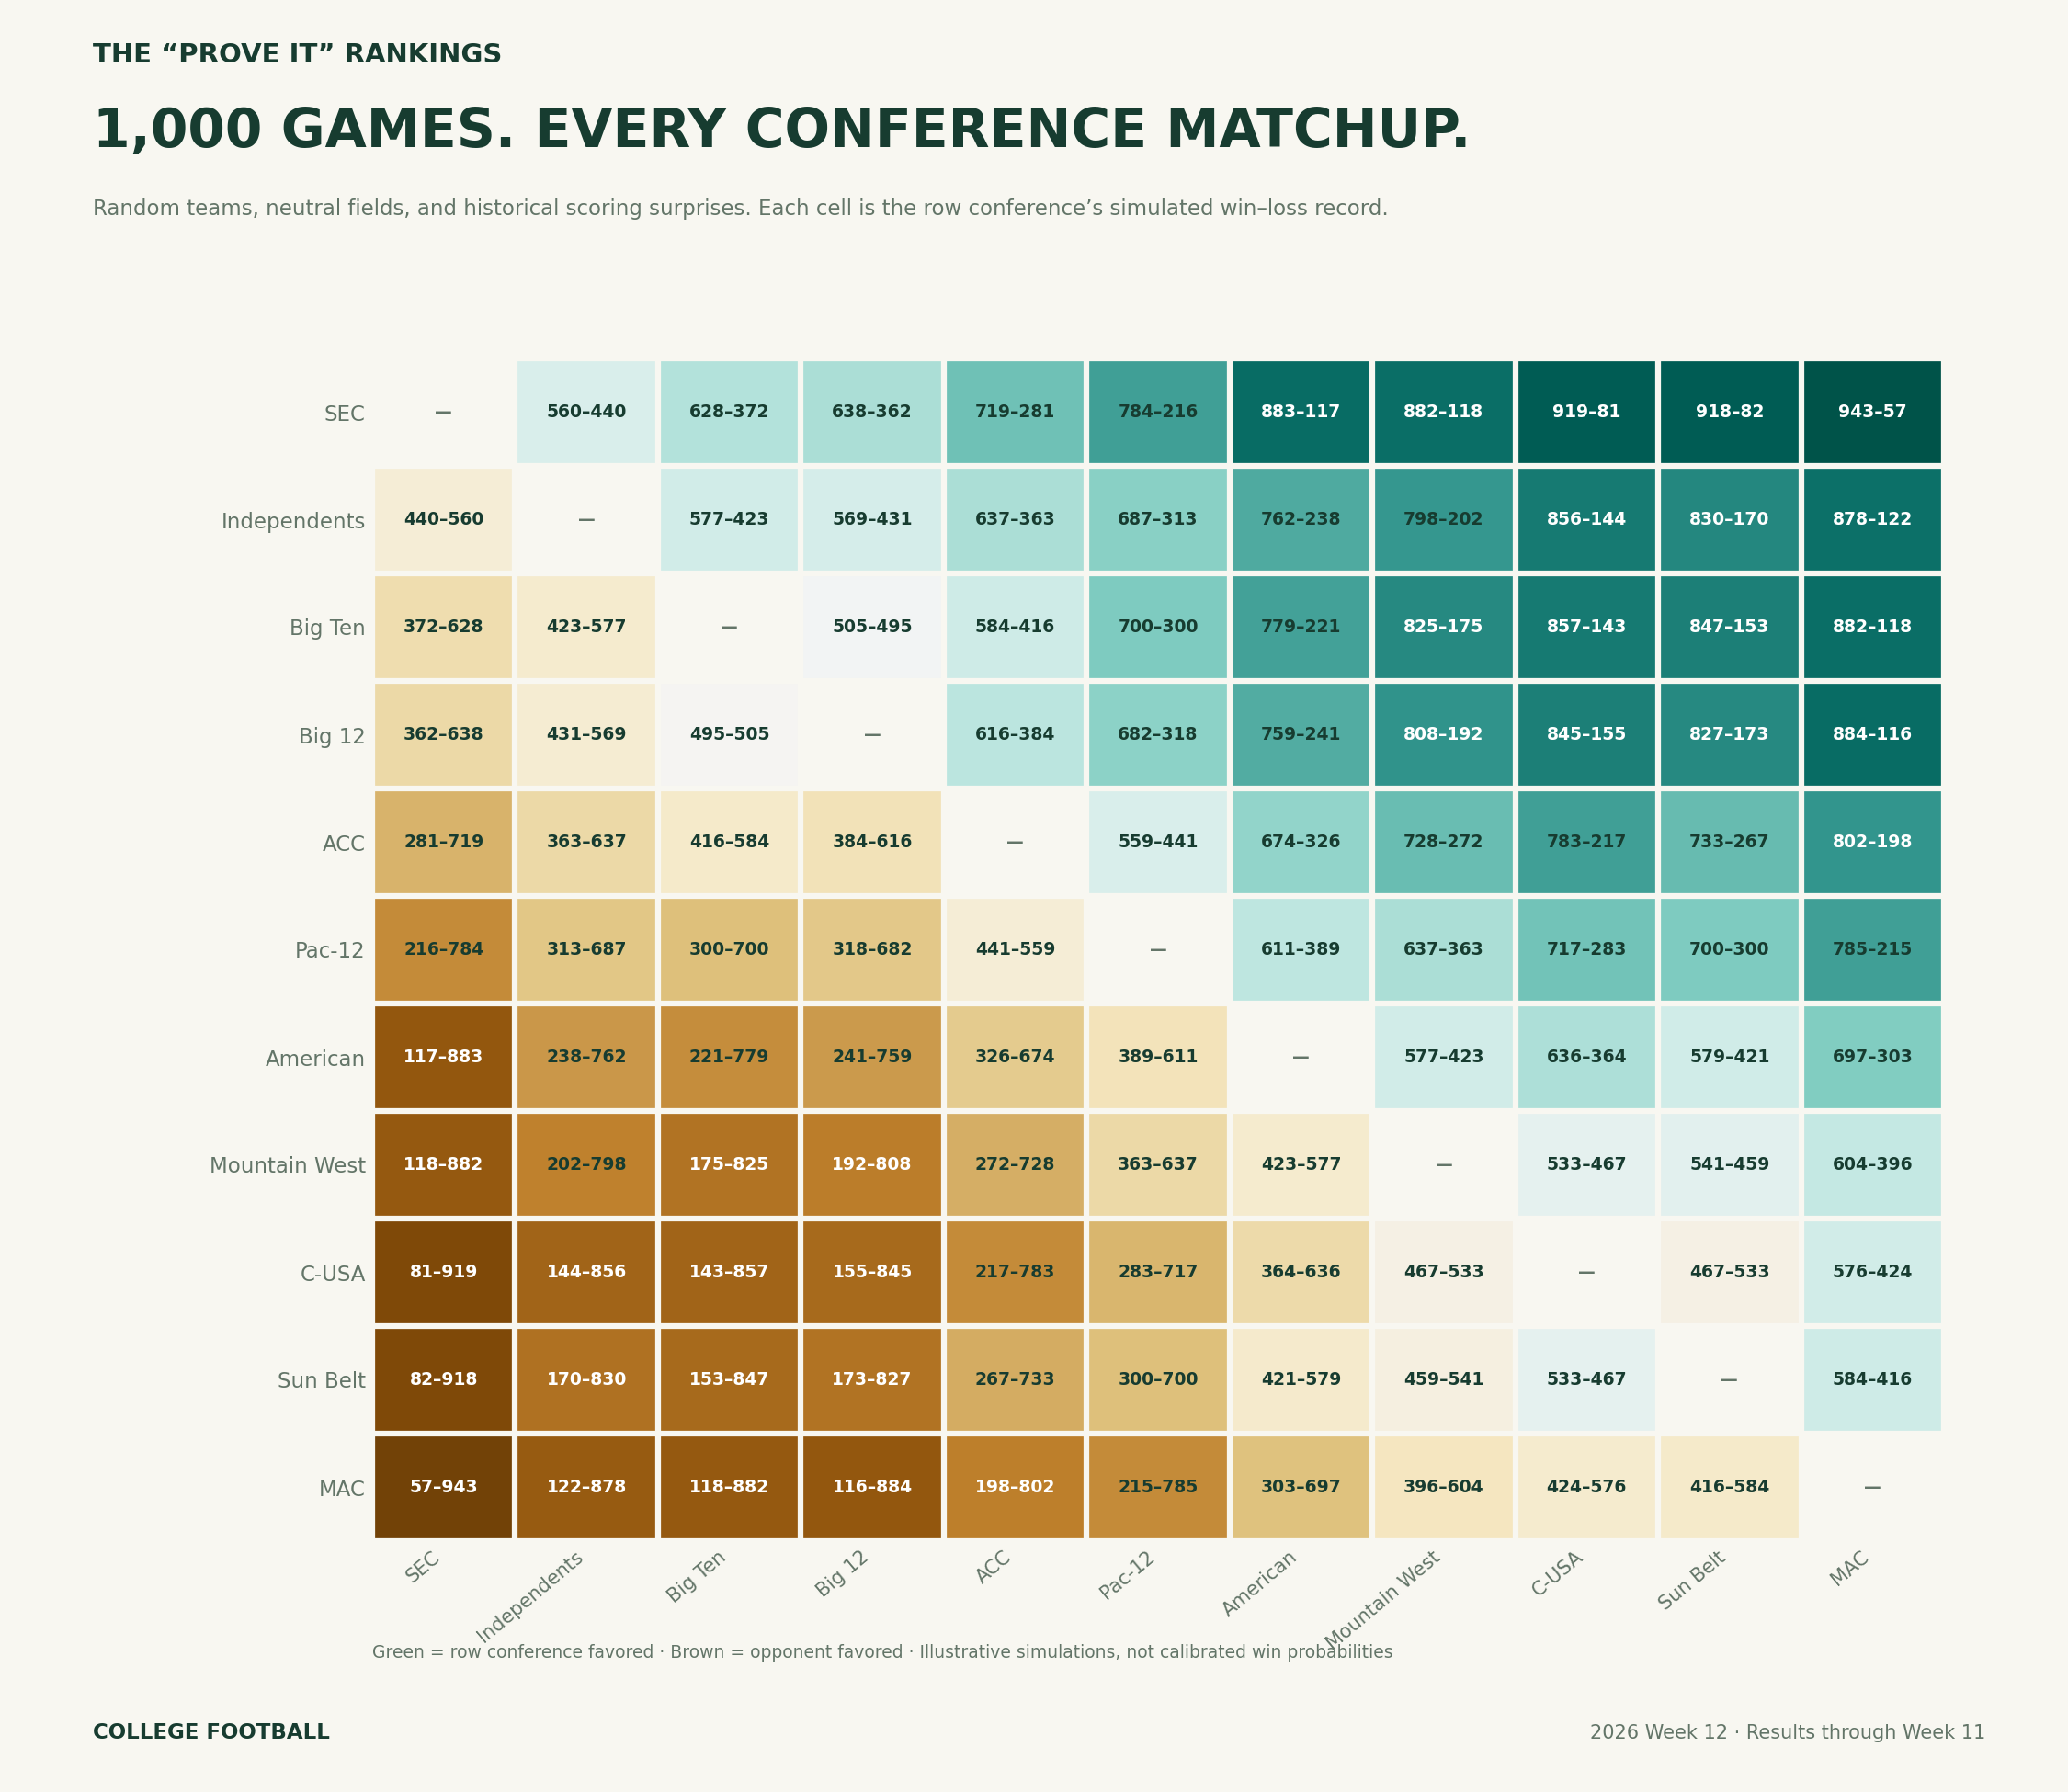 THE “PROVE IT” RANKINGS
1,000 GAMES. EVERY CONFERENCE MATCHUP.
Random teams, neutral fields, and historical scoring surprises. Each cell is the row conference’s simulated win–loss record.
SEC — 560–440 628–372 638–362 719–281 784–216 883–117 882–118 919–81 918–82 943–57
Independents 440–560 — 577–423 569–431 637–363 687–313 762–238 798–202 856–144 830–170 878–122
Big Ten 372–628 423–577 — 505–495 584–416 700–300 779–221 825–175 857–143 847–153 882–118
Big 12 362–638 431–569 495–505 — 616–384 682–318 759–241 808–192 845–155 827–173 884–116
ACC 281–719 363–637 416–584 384–616 — 559–441 674–326 728–272 783–217 733–267 802–198
Pac-12 216–784 313–687 300–700 318–682 441–559 — 611–389 637–363 717–283 700–300 785–215
American 117–883 238–762 221–779 241–759 326–674 389–611 — 577–423 636–364 579–421 697–303
Mountain West 118–882 202–798 175–825 192–808 272–728 363–637 423–577 — 533–467 541–459 604–396
C-USA 81–919 144–856 143–857 155–845 217–783 283–717 364–636 467–533 — 467–533 576–424
Sun Belt 82–918 170–830 153–847 173–827 267–733 300–700 421–579 459–541 533–467 — 584–416
MAC 57–943 122–878 118–882 116–884 198–802 215–785 303–697 396–604 424–576 416–584 —
SEC Independents Big Ten Big 12 ACC Pac-12 American Mountain West C-USA Sun Belt MAC
Green = row conference favored · Brown = opponent favored · Illustrative simulations, not calibrated win probabilities
COLLEGE FOOTBALL
2026 Week 12 · Results through Week 11